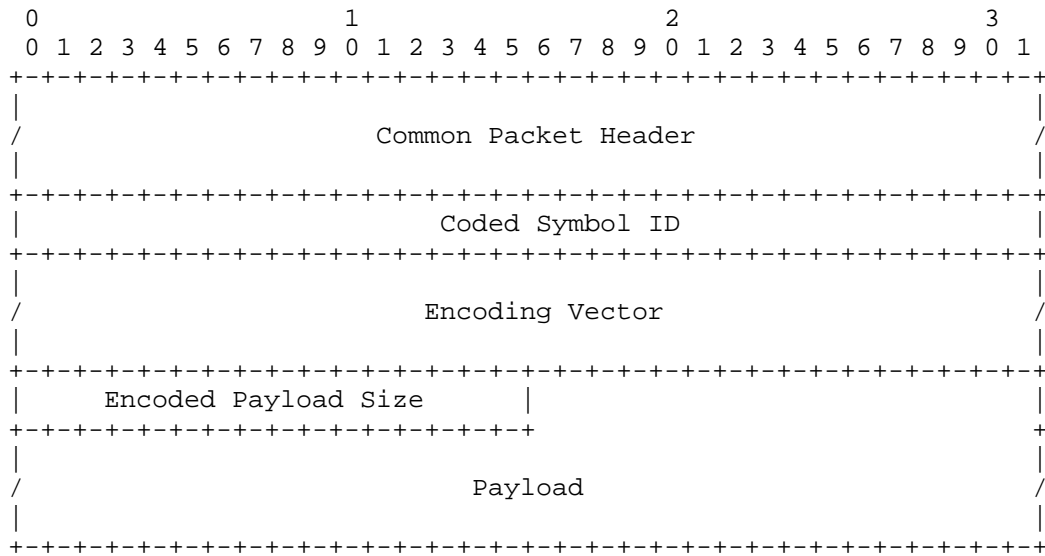 0                   1                   2                   3
 0 1 2 3 4 5 6 7 8 9 0 1 2 3 4 5 6 7 8 9 0 1 2 3 4 5 6 7 8 9 0 1
+-+-+-+-+-+-+-+-+-+-+-+-+-+-+-+-+-+-+-+-+-+-+-+-+-+-+-+-+-+-+-+-+
|                                                               |
/                      Common Packet Header                     /
|                                                               |
+-+-+-+-+-+-+-+-+-+-+-+-+-+-+-+-+-+-+-+-+-+-+-+-+-+-+-+-+-+-+-+-+
|                          Coded Symbol ID                      |
+-+-+-+-+-+-+-+-+-+-+-+-+-+-+-+-+-+-+-+-+-+-+-+-+-+-+-+-+-+-+-+-+
|                                                               |
/                         Encoding Vector                       /
|                                                               |
+-+-+-+-+-+-+-+-+-+-+-+-+-+-+-+-+-+-+-+-+-+-+-+-+-+-+-+-+-+-+-+-+
|     Encoded Payload Size      |                               |
+-+-+-+-+-+-+-+-+-+-+-+-+-+-+-+-+                               +
|                                                               |
/                            Payload                            /
|                                                               |
+-+-+-+-+-+-+-+-+-+-+-+-+-+-+-+-+-+-+-+-+-+-+-+-+-+-+-+-+-+-+-+-+